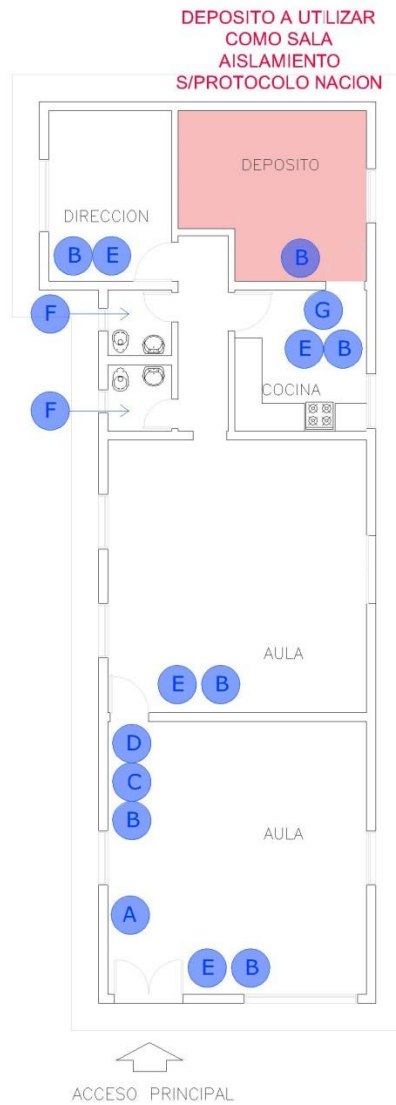 DEPOSITO A UTILIZAR
COMO SALA
AISLAMIENTO
S/PROTOCOLO NACION
DEPOSITO
DIRECCION
B E
B
F
G
E B
COCINA
F
AULA
E B
D
C
B
AULA
A
E B
ACCESO PRINCIPAL